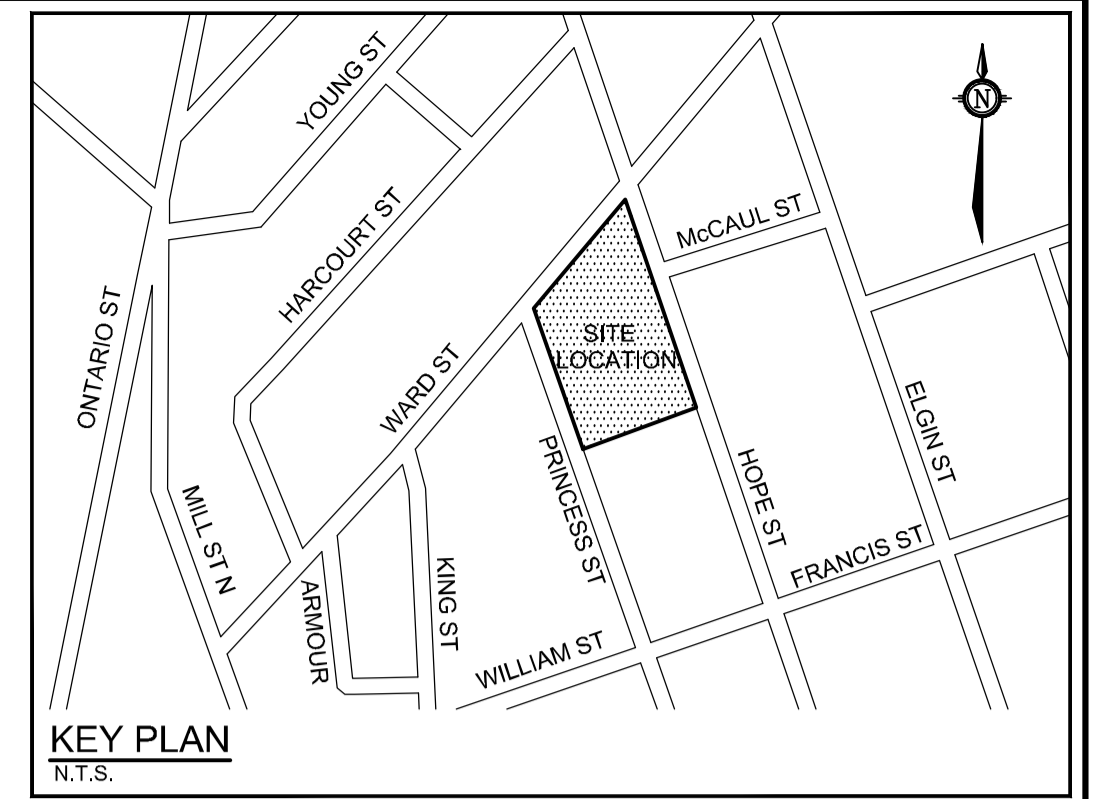 YOUNG ST
N
HARCOURT ST
McCAUL ST
ONTARIO ST
SITE
LOCATION
WARD ST
ELGIN ST
PRINCESS ST
HOPE ST
MILL ST N
FRANCIS ST
KING ST
ARMOUR
WILLIAM ST
KEY PLAN
N.T.S.